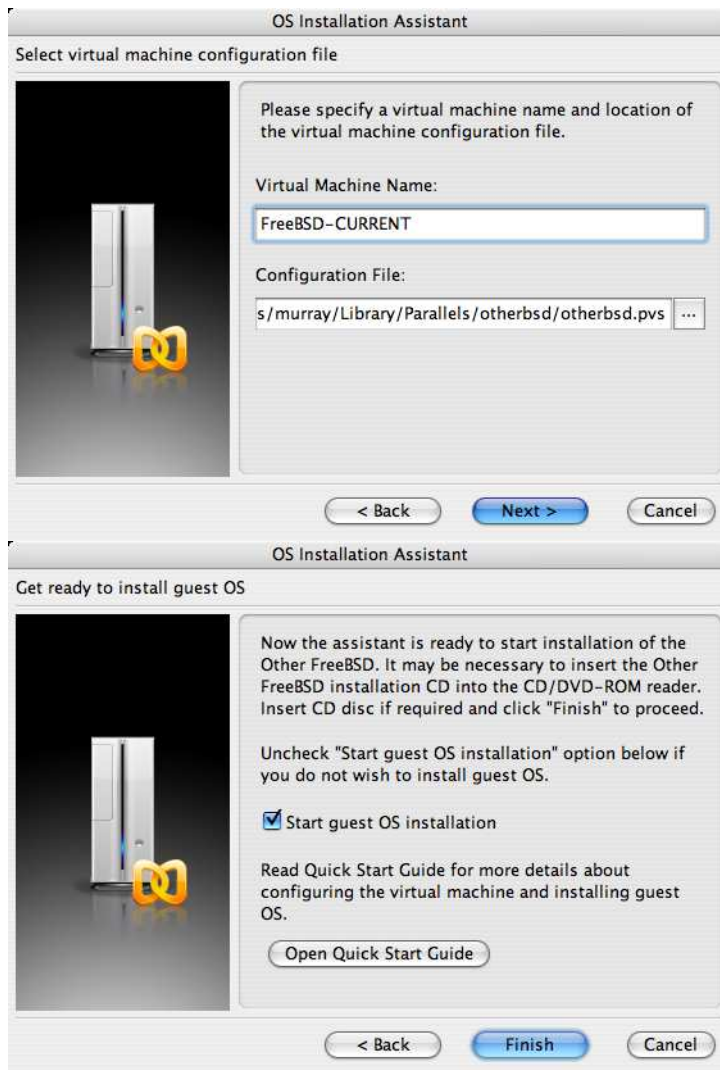 OS Installation Assistant
Select virtual machine configuration file
Please specify a virtual machine name and location of
the virtual machine configuration file.
Virtual Machine Name:
FreeBSD-CURRENT
Configuration File:
s/murray/Library/Parallels/otherbsd/otherbsd.pvs ...
< Back Next > Cancel
OS Installation Assistant
Get ready to install guest OS
Now the assistant is ready to start installation of the
Other FreeBSD. It may be necessary to insert the Other
FreeBSD installation CD into the CD/DVD-ROM reader.
Insert CD disc if required and click "Finish" to proceed.
Uncheck "Start guest OS installation" option below if
you do not wish to install guest OS.
Start guest OS installation
Read Quick Start Guide for more details about
configuring the virtual machine and installing guest
OS.
Open Quick Start Guide
< Back Finish Cancel